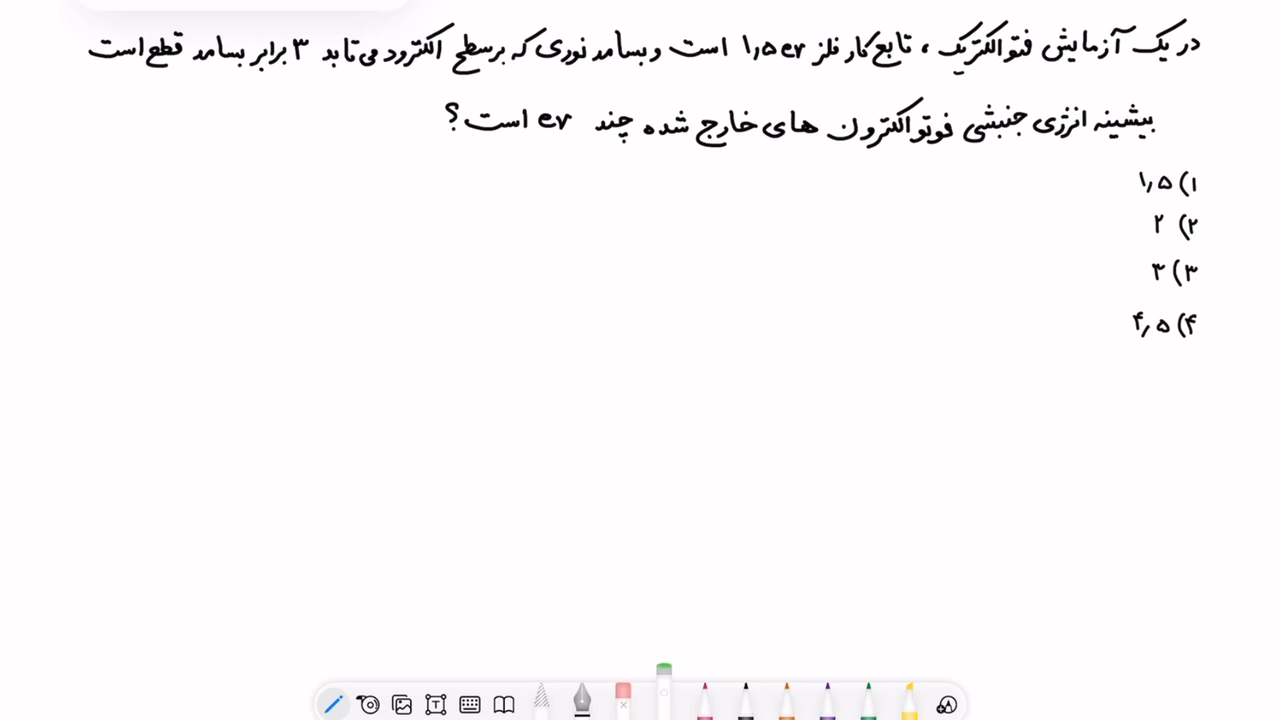 در یک آزمایش فتوالکتریک ، تابع کار فلز ۱٫۵ ev است و بسامد نوری که بر سطح الکترود می تابد ۳ برابر بسامد قطع است
بیشینه انرژی جنبشی فوتوالکترون های خارج شده چند ev است؟
۱) ۱٫۵
۲) ۲
۳) ۳
۴) ۴٫۵